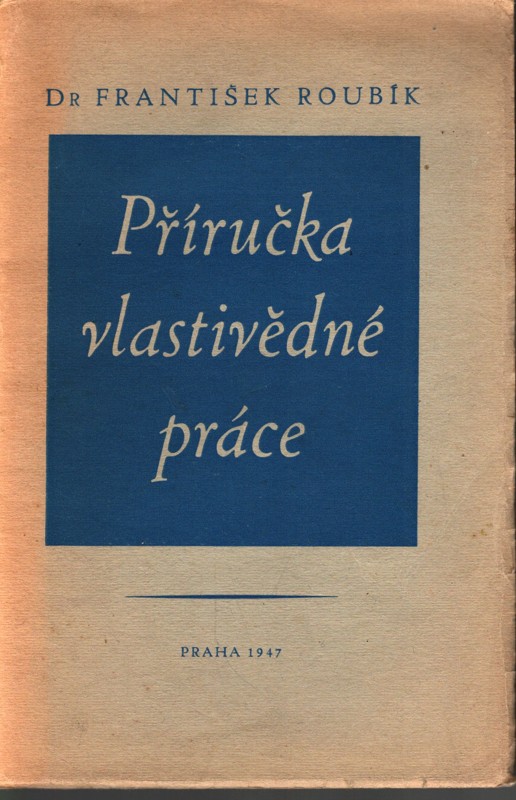 Dr FRANTIŠEK ROUBÍK
Příručka
vlastivědné
práce
PRAHA 1947